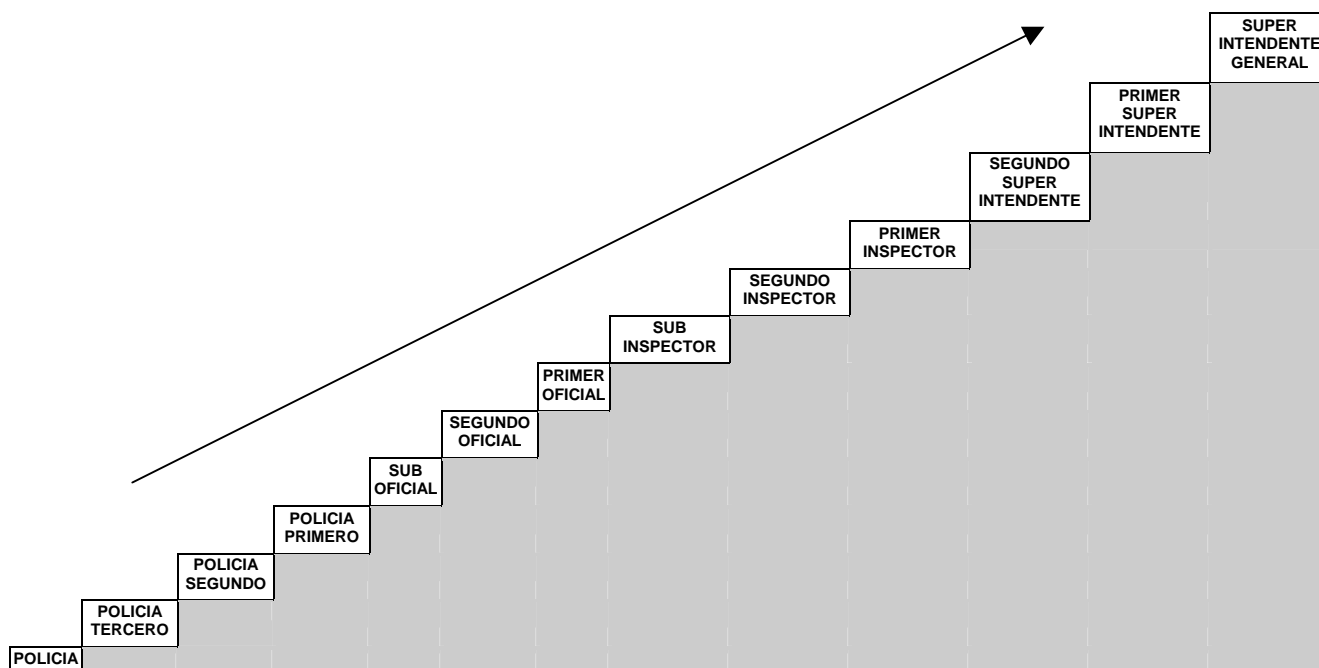 SUPER
INTENDENTE
GENERAL
PRIMER
SUPER
INTENDENTE
SEGUNDO
SUPER
INTENDENTE
PRIMER
INSPECTOR
SEGUNDO
INSPECTOR
SUB
INSPECTOR
PRIMER
OFICIAL
SEGUNDO
OFICIAL
SUB
OFICIAL
POLICIA
PRIMERO
POLICIA
SEGUNDO
POLICIA
TERCERO
POLICIA